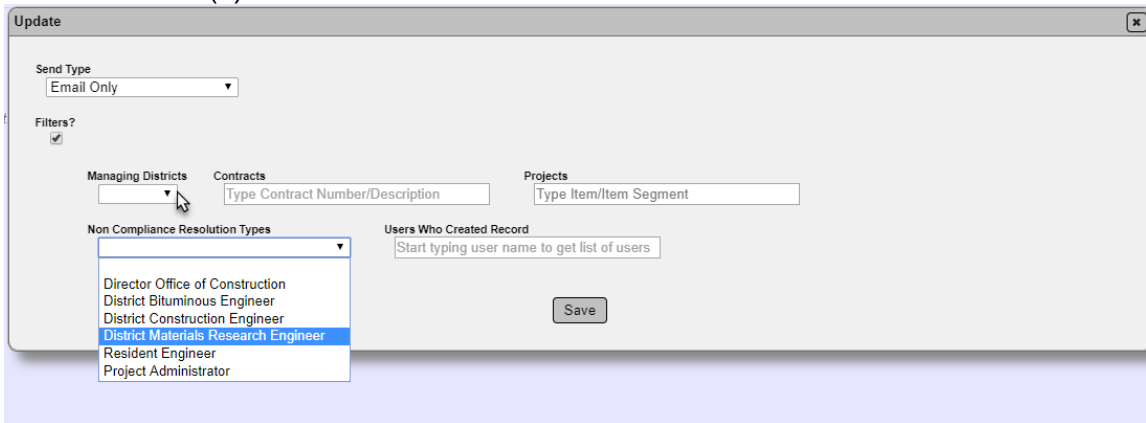 Update
Send Type
Email Only
Filters?
Managing Districts Contracts Projects
Type Contract Number/Description Type Item/Item Segment
Non Compliance Resolution Types Users Who Created Record
Start typing user name to get list of users
Director Office of Construction
District Bituminous Engineer
District Construction Engineer
Save
District Materials Research Engineer
Resident Engineer
Project Administrator